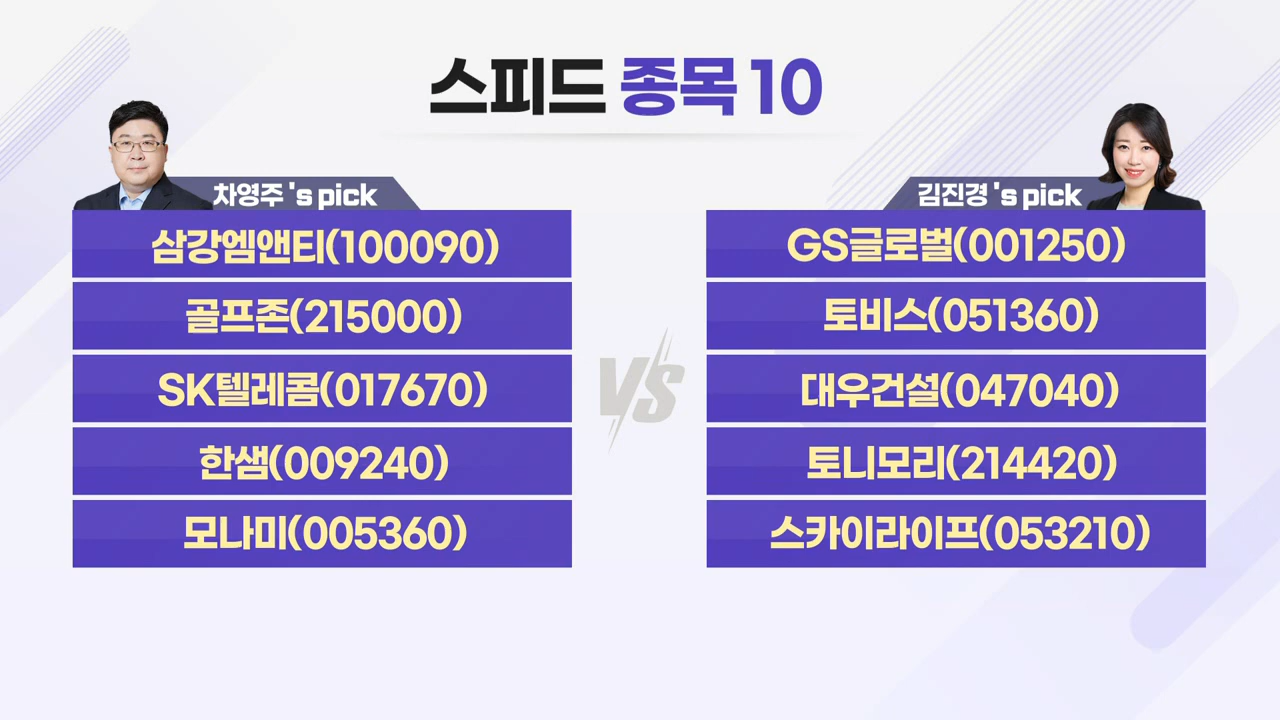 스피드 종목 10
차영주 's pick
삼강엠앤티(100090)
골프존(215000)
SK텔레콤(017670)
한샘(009240)
모나미(005360)
VS
김진경 's pick
GS글로벌(001250)
토비스(051360)
대우건설(047040)
토니모리(214420)
스카이라이프(053210)